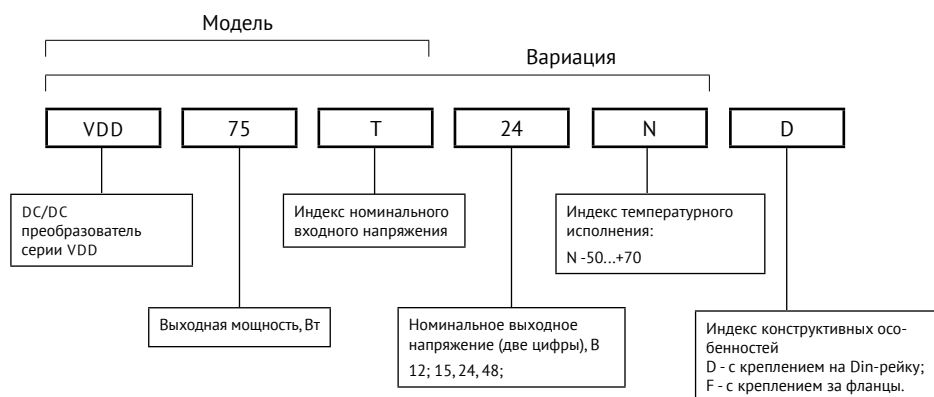 Модель
Вариация
VDD
75
T
24
N
D
DC/DC
преобразователь
серии VDD
Индекс номинального
входного напряжения
Индекс температурного
исполнения:
N -50...+70
Выходная мощность, Вт
Номинальное выходное
напряжение (две цифры), В
12; 15, 24, 48;
Индекс конструктивных осо-
бенностей
D - с креплением на Din-рейку;
F - с креплением за фланцы.